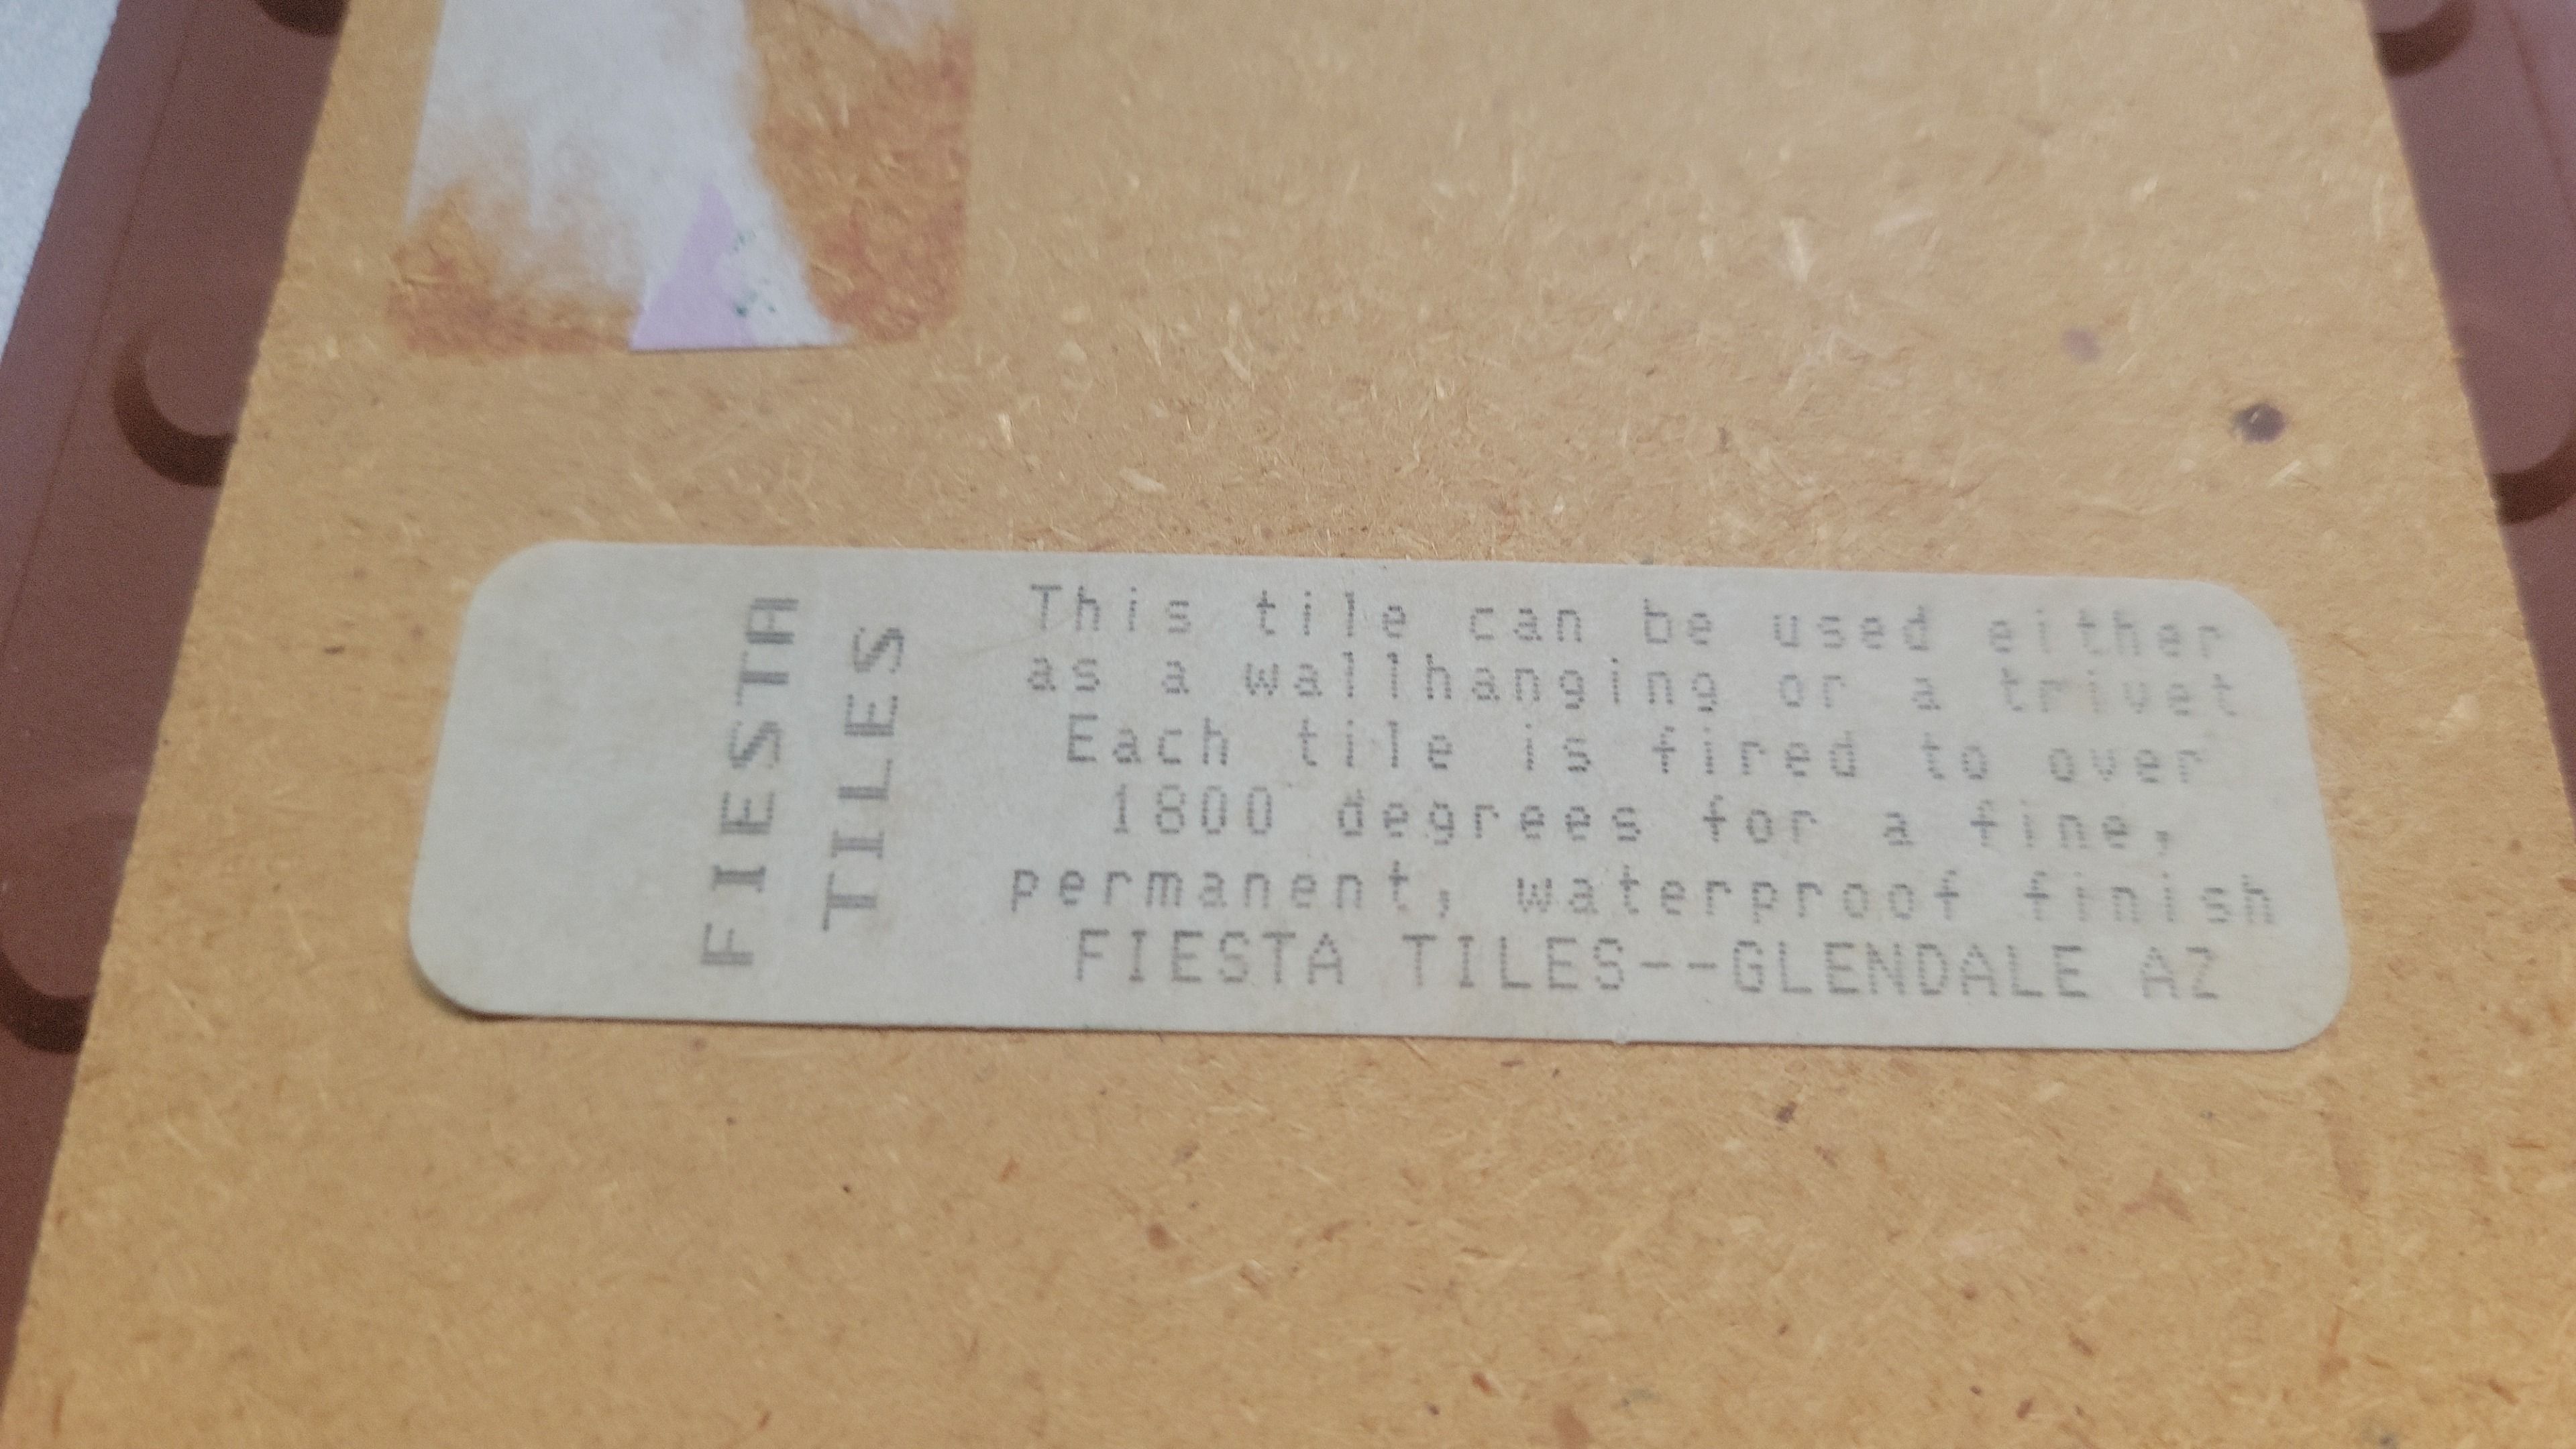 FIESTA
TILES
This tile can be used either
as a wallhanging or a trivet
Each tile is fired to over
1800 degrees for a fine,
permanent, waterproof finish
FIESTA TILES--GLENDALE AZ